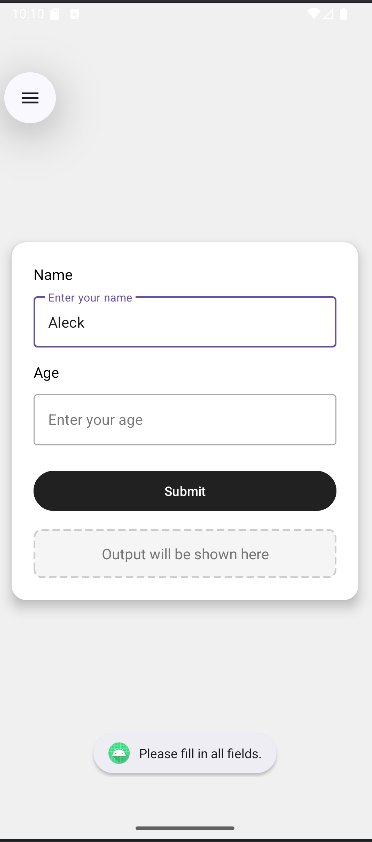 10:10
Name
Enter your name
Aleck
Age
Enter your age
Submit
Output will be shown here
Please fill in all fields.